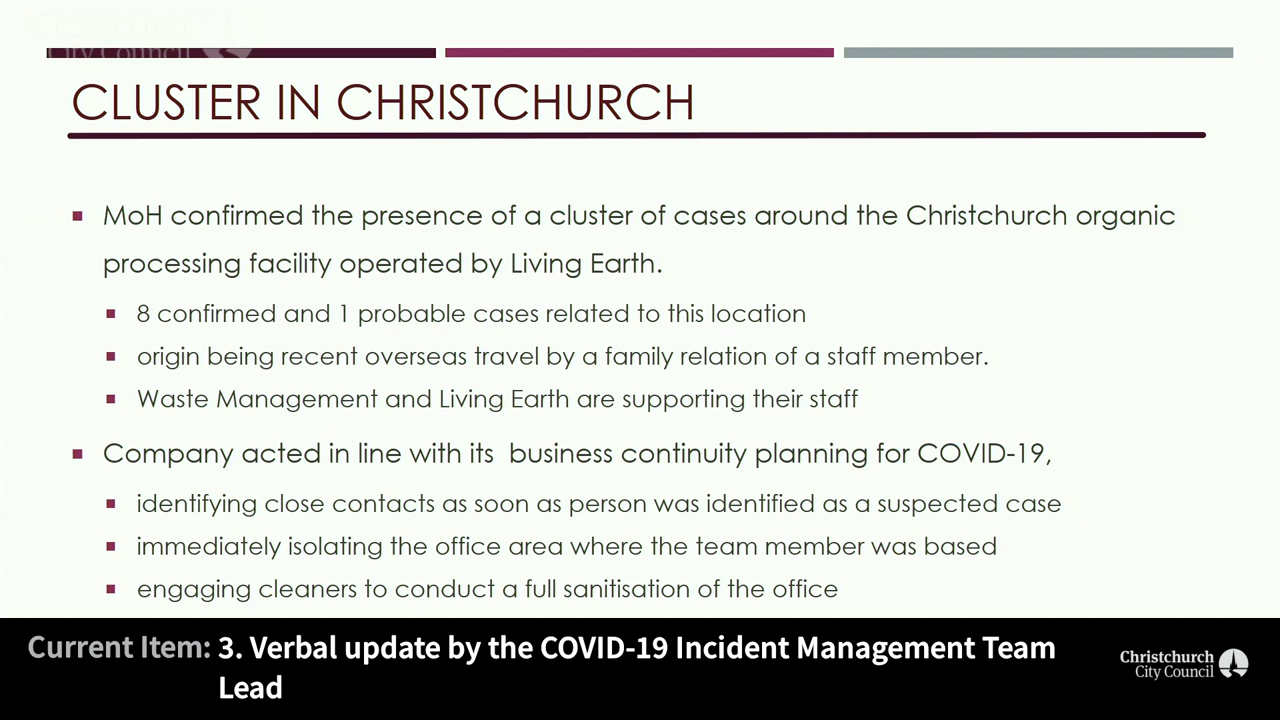 City Council
CLUSTER IN CHRISTCHURCH
MoH confirmed the presence of a cluster of cases around the Christchurch organic
processing facility operated by Living Earth.
8 confirmed and 1 probable cases related to this location
origin being recent overseas travel by a family relation of a staff member.
Waste Management and Living Earth are supporting their staff
Company acted in line with its  business continuity planning for COVID-19,
identifying close contacts as soon as person was identified as a suspected case
immediately isolating the office area where the team member was based
engaging cleaners to conduct a full sanitisation of the office
Current Item: 3. Verbal update by the COVID-19 Incident Management Team
Lead
Christchurch
City Council